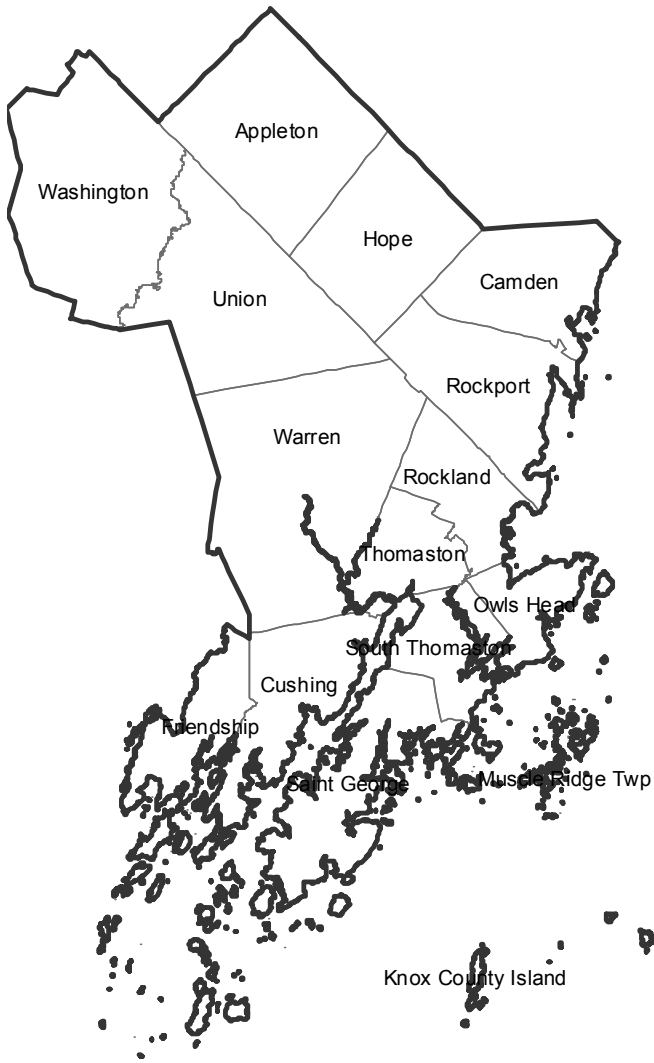 Appleton
Washington
Hope
Camden
Union
Rockport
Warren
Rockland
Thomaston
Owls Head
South Thomaston
Cushing
Friendship
Saint George
Muscle Ridge Twp
Knox County Island